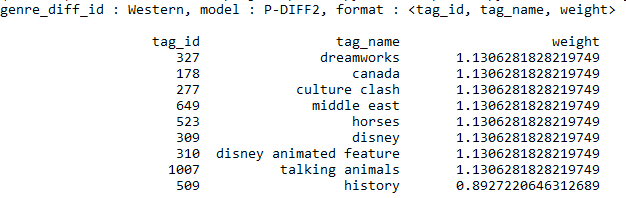 genre_diff_id : Western, model : P-DIFF2, format : <tag_id, tag_name, weight>
tag_id tag_name weight
327 dreamworks 1.1306281828219749
178 canada 1.1306281828219749
277 culture clash 1.1306281828219749
649 middle east 1.1306281828219749
523 horses 1.1306281828219749
309 disney 1.1306281828219749
310 disney animated feature 1.1306281828219749
1007 talking animals 1.1306281828219749
509 history 0.8927220646312689